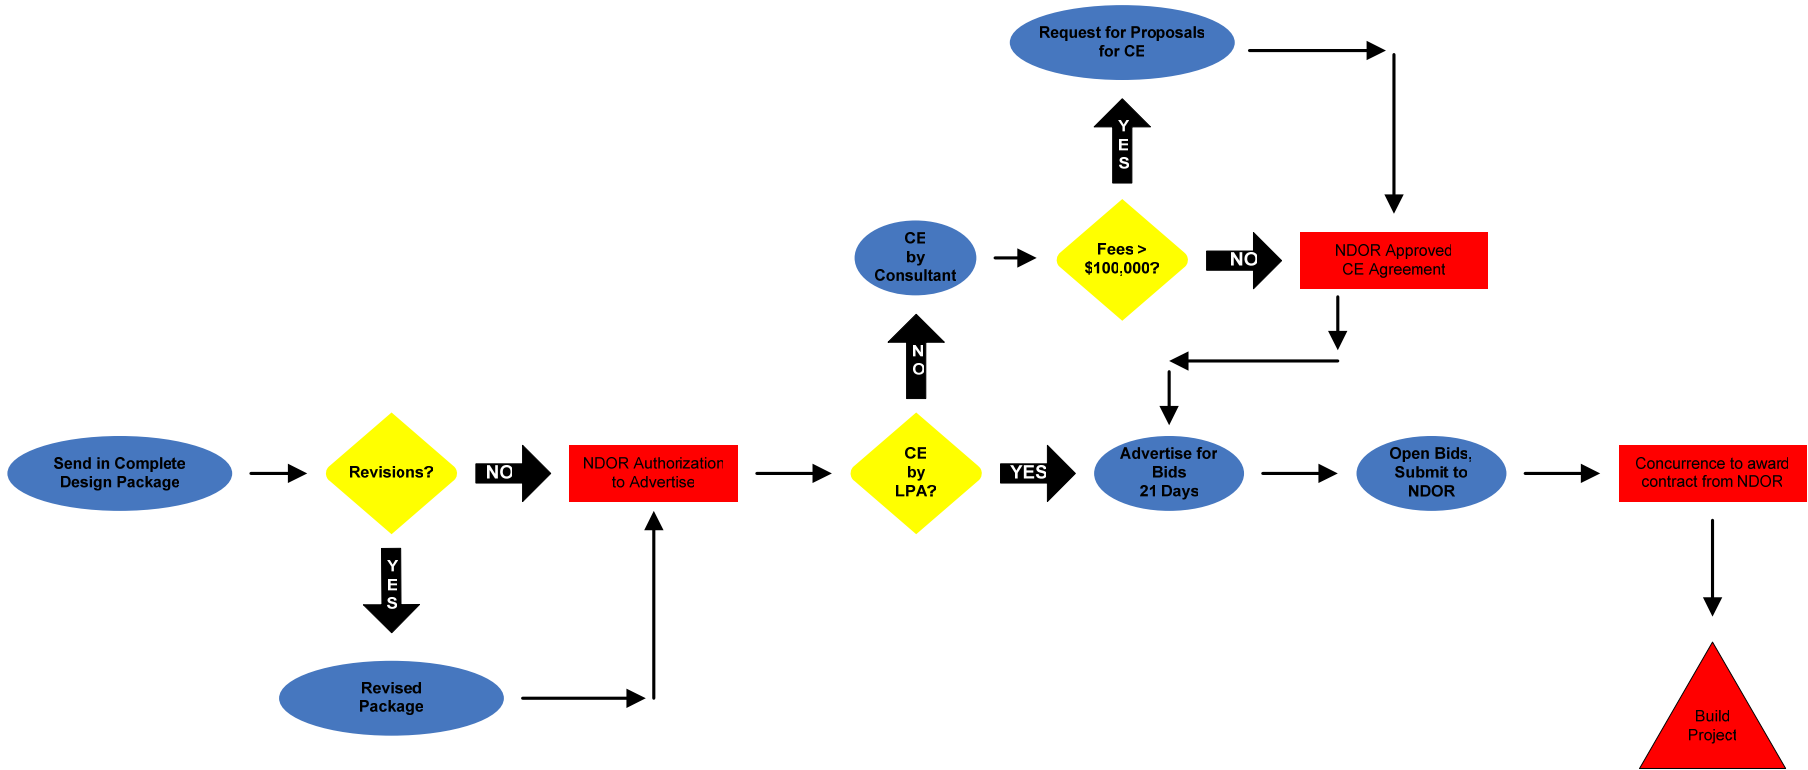 Request for Proposals
for CE
Y
E
S
CE
by
Consultant
Fees >
$100,000?
NO
NDOR Approved
CE Agreement
N
O
Send in Complete
Design Package
Revisions?
NO
NDOR Authorization
to Advertise
CE
by
LPA?
YES
Advertise for
Bids
21 Days
Open Bids,
Submit to
NDOR
Concurrence to award
contract from NDOR
Y
E
S
Revised
Package
Build
Project